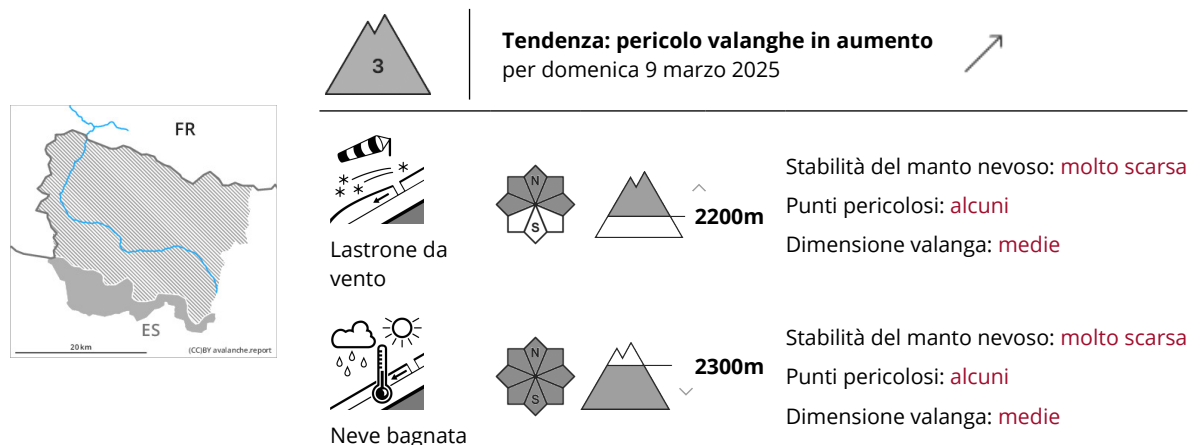 3
Tendenza: pericolo valanghe in aumento
per domenica 9 marzo 2025
FR
ES
20 km
(CC)BY avalanche.report
N
S
2200m
Lastrone da
vento
Stabilità del manto nevoso: molto scarsa
Punti pericolosi: alcuni
Dimensione valanga: medie
N
S
2300m
Neve bagnata
Stabilità del manto nevoso: molto scarsa
Punti pericolosi: alcuni
Dimensione valanga: medie